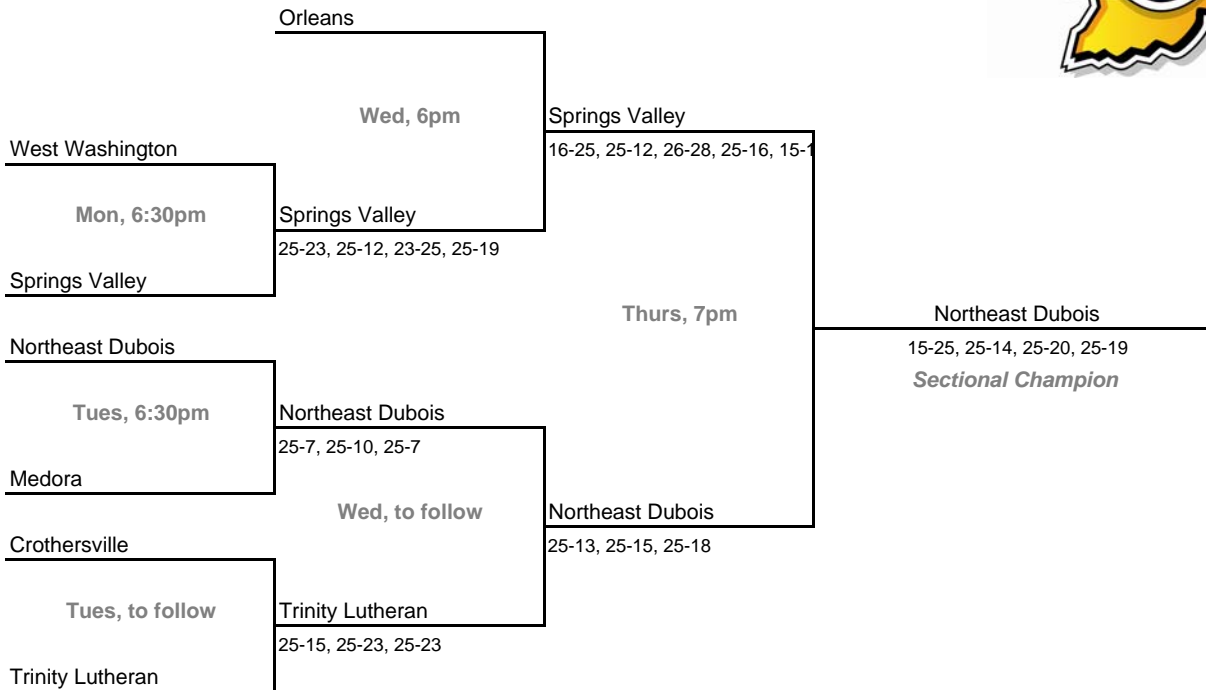 Orleans
Wed, 6pm
Springs Valley
16-25, 25-12, 26-28, 25-16,
West Washington
Mon, 6:30pm
Springs Valley
25-23, 25-12, 23-25, 25-19
Springs Valley
Thurs, 7pm
Northeast Dubois
15-25, 25-14, 25-20, 25-19
Sectional Champion
Northeast Dubois
Tues, 6:30pm
Northeast Dubois
25-7, 25-10, 25-7
Medora
Wed, to follow
Northeast Dubois
25-13, 25-15, 25-18
Crothersville
Tues, to follow
Trinity Lutheran
25-15, 25-23, 25-23
Trinity Lutheran